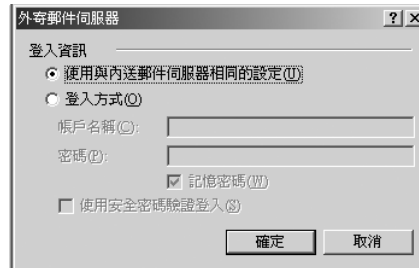 外寄郵件伺服器
登入資訊
使用與內送郵件伺服器相同的設定(U)
登入方式(O)
帳戶名稱(C):
密碼(P):
記憶密碼(W)
使用安全密碼驗證登入(S)
確定 取消